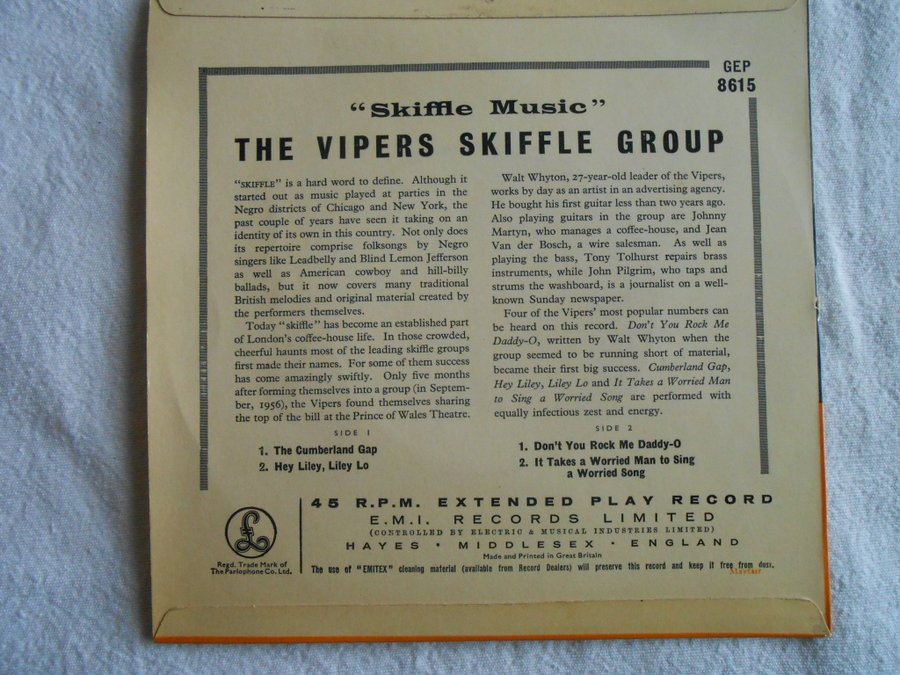 GEP
8615
"Skiffle Music"
THE VIPERS SKIFFLE GROUP
"SKIFFLE" is a hard word to define. Although it
started out as music played at parties in the
Negro districts of Chicago and New York, the
past couple of years have seen it taking on an
identity of its own in this country. Not only does
its repertoire comprise folksongs by Negro
singers like Leadbelly and Blind Lemon Jefferson
as well as American cowboy and hill-billy
ballads, but it now covers many traditional
British melodies and original material created by
the performers themselves.
Today "skiffle" has become an established part
of London's coffee-house life. In those crowded,
cheerful haunts most of the leading skiffle groups
first made their names. For some of them success
has come amazingly swiftly. Only five months
after forming themselves into a group (in Septem-
ber, 1956), the Vipers found themselves sharing
the top of the bill at the Prince of Wales Theatre.
Walt Whyton, 27-year-old leader of the Vipers,
works by day as an artist in an advertising agency.
He bought his first guitar less than two years ago.
Also playing guitars in the group are Johnny
Martyn, who manages a coffee-house, and Jean
Van der Bosch, a wire salesman. As well as
playing the bass, Tony Tolhurst repairs brass
instruments, while John Pilgrim, who taps and
strums the washboard, is a journalist on a well-
known Sunday newspaper.
Four of the Vipers' most popular numbers can
be heard on this record. Don't You Rock Me
Daddy-O, written by Walt Whyton when the
group seemed to be running short of material,
became their first big success. Cumberland Gap,
Hey Liley, Liley Lo and It Takes a Worried Man
to Sing a Worried Song are performed with
equally infectious zest and energy.
SIDE 1
1. The Cumberland Gap
2. Hey Liley, Liley Lo
SIDE 2
1. Don't You Rock Me Daddy-O
2. It Takes a Worried Man to Sing
a Worried Song
£
Regd. Trade Mark of
The Parlophone Co. Ltd.
45 R.P.M. EXTENDED PLAY RECORD
E.M.I. RECORDS LIMITED
(CONTROLLED BY ELECTRIC & MUSICAL INDUSTRIES LIMITED)
HAYES · MIDDLESEX · ENGLAND
Made and Printed in Great Britain
The use of "EMITEX" cleaning material (available from Record Dealers) will preserve this record and keep it free from dust.
Mayfair